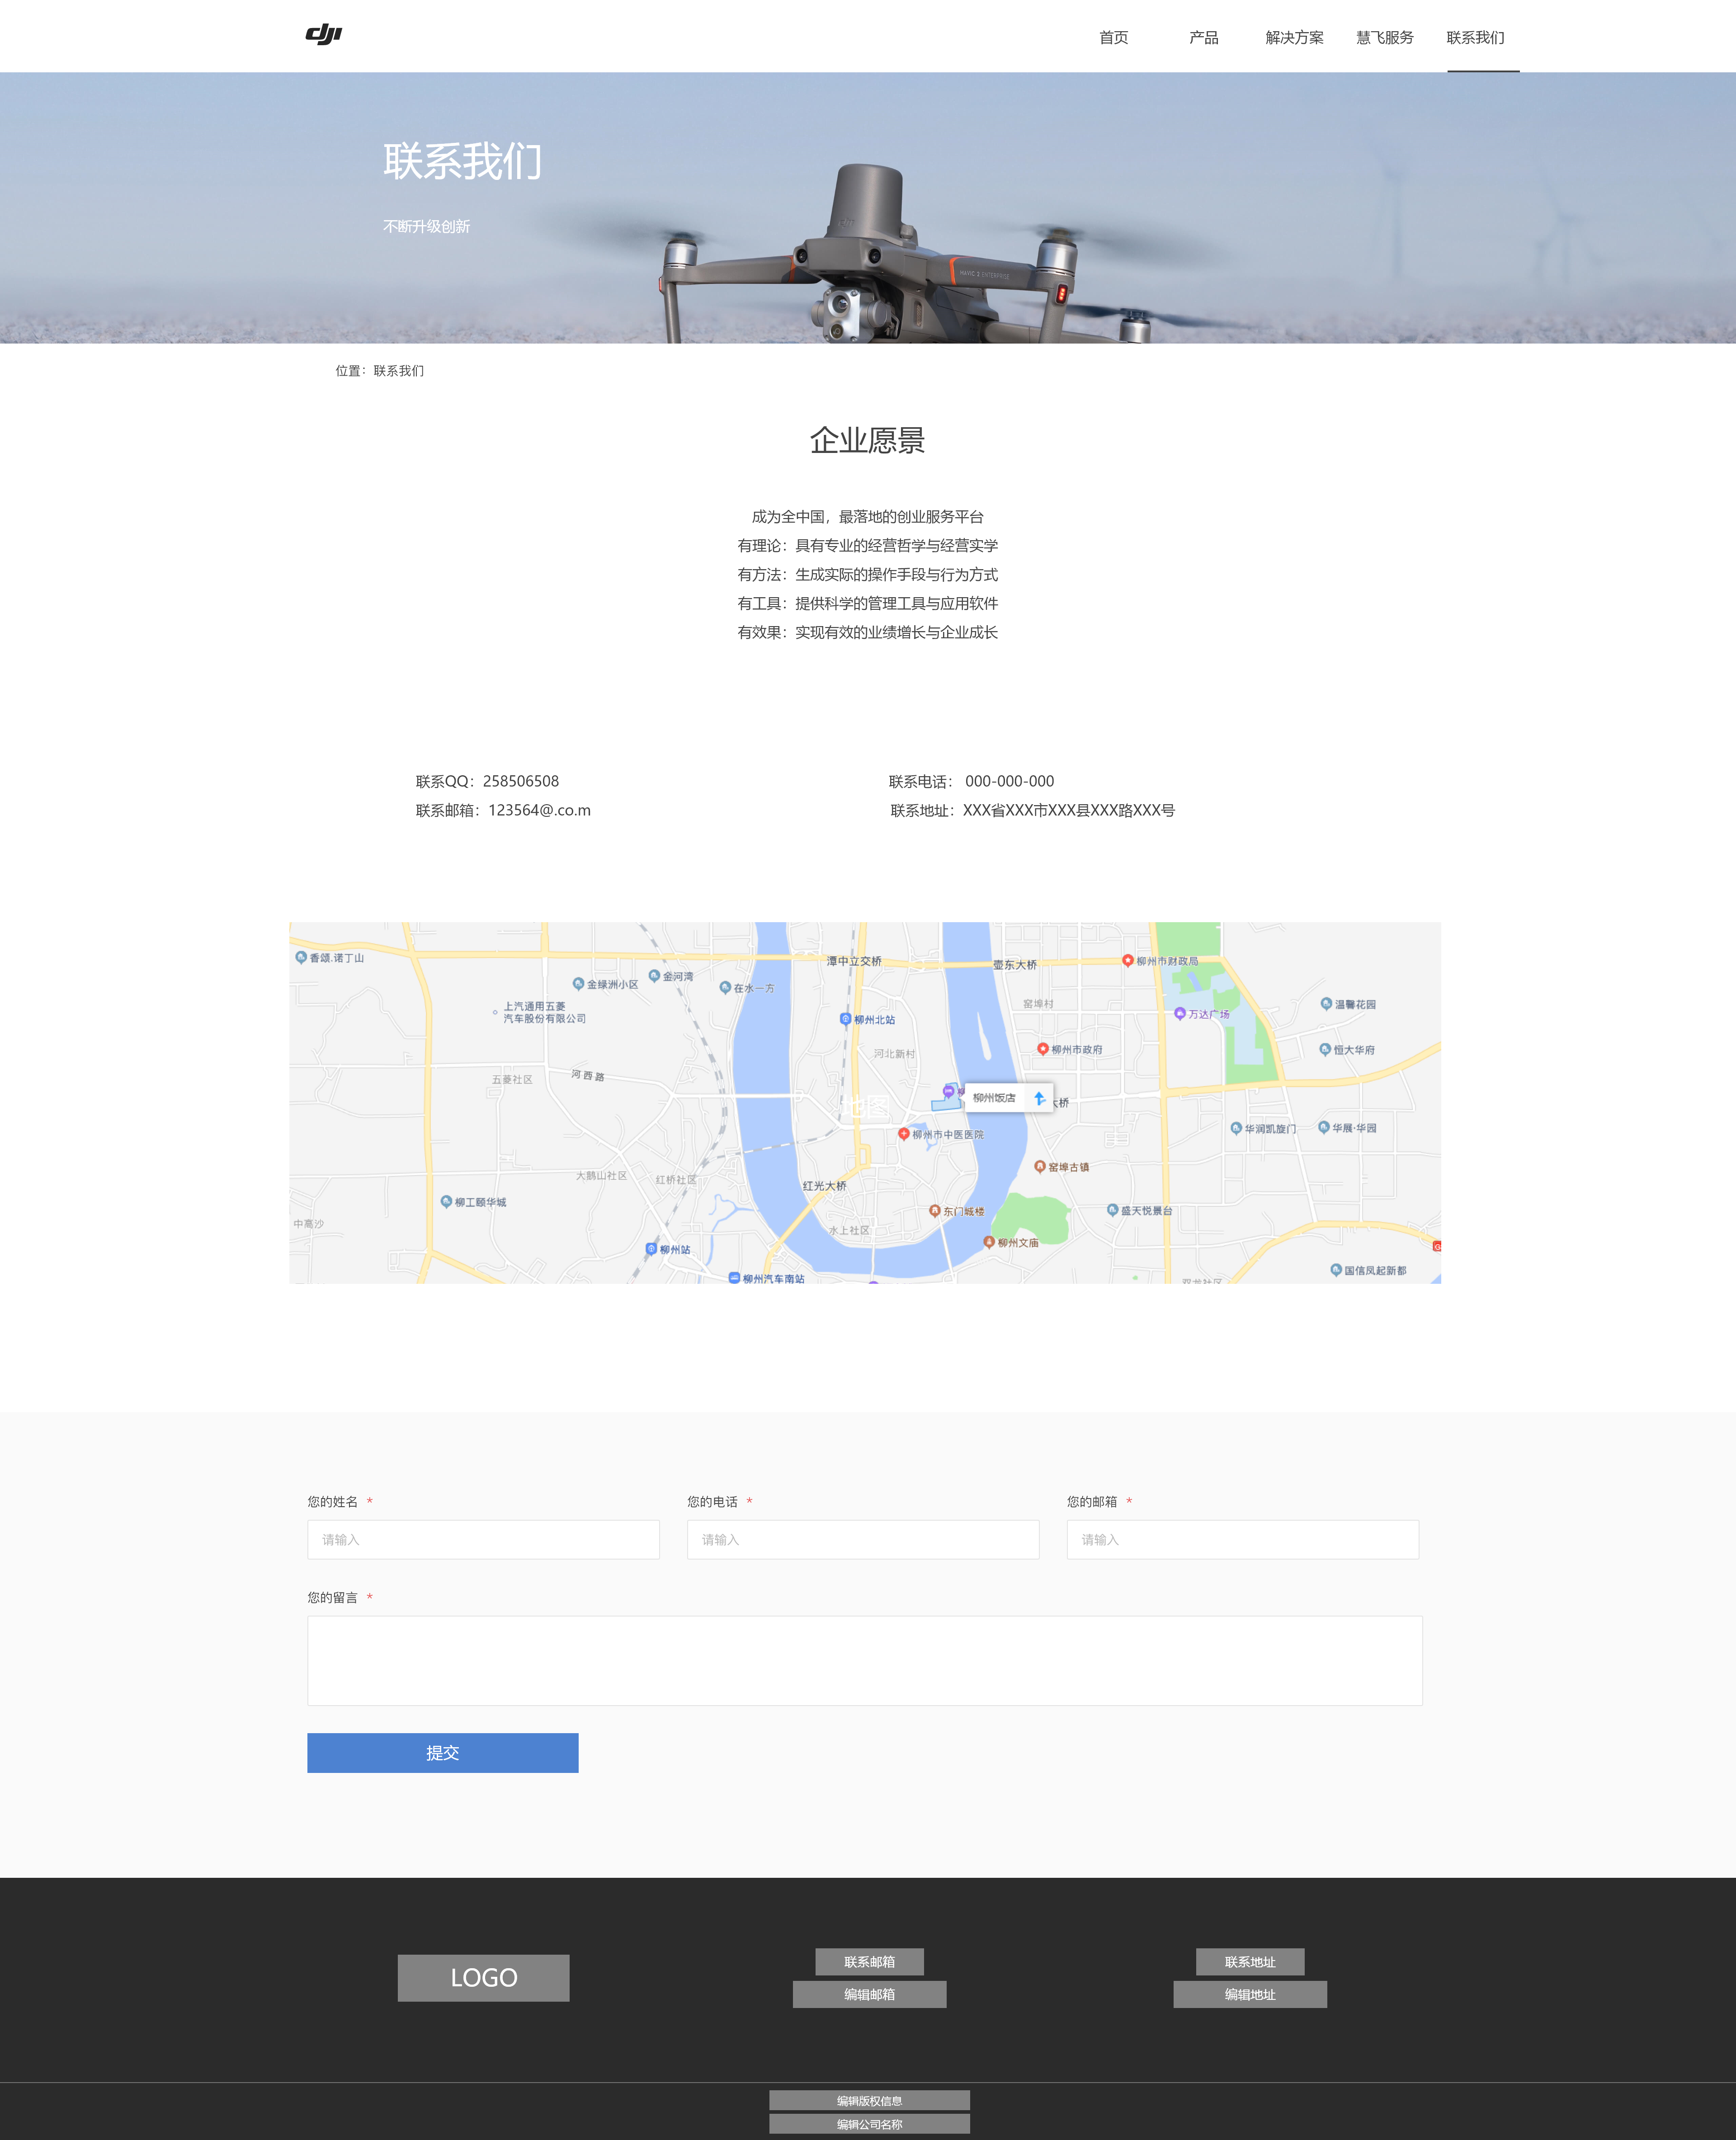 dji
首页 产品 解决方案 慧飞服务 联系我们
联系我们
不断升级创新
MAVIC 3 ENTERPRISE
位置：联系我们
企业愿景
成为全中国，最落地的创业服务平台
有理论：具有专业的经营哲学与经营实学
有方法：生成实际的操作手段与行为方式
有工具：提供科学的管理工具与应用软件
有效果：实现有效的业绩增长与企业成长
联系QQ：258506508
联系电话： 000-000-000
联系邮箱：123564@.co.m
联系地址：XXX省XXX市XXX县XXX路XXX号
香颂.诺丁山
潭中立交桥
壶东大桥
柳州市财政局
金绿洲小区
金河湾
在水一方
窑埠村
温馨花园
上汽通用五菱
汽车股份有限公司
柳州北站
万达广场
河北新村
柳州市政府
恒大华府
五菱社区
河西路
柳州饭店
大桥
地图
柳州市中医医院
华润凯旋门
华展·华园
窑埠古镇
大鹅山社区
红桥社区
红光大桥
柳工颐华城
东门城楼
盛天悦景台
中高沙
水上社区
柳州文庙
柳州站
国信凤起新都
柳州汽车南站
双龙社区
您的姓名 *
您的电话 *
您的邮箱 *
请输入
请输入
请输入
您的留言 *
提交
LOGO
联系邮箱
联系地址
编辑邮箱
编辑地址
编辑版权信息
编辑公司名称